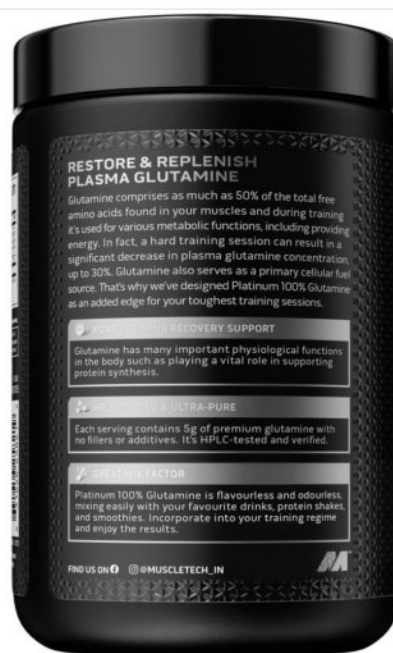 RESTORE & REPLENISH
PLASMA GLUTAMINE
Glutamine comprises as much as 50% of the total free
amino acids found in your muscles and during training
it's used for various metabolic functions, including providing
energy. In fact, a hard training session can result in a
significant decrease in plasma glutamine concentration,
up to 30%. Glutamine also serves as a primary cellular fuel
source. That's why we've designed Platinum 100% Glutamine
as an added edge for your toughest training sessions.
POST-TRAINING RECOVERY SUPPORT
Glutamine has many important physiological functions
in the body such as playing a vital role in supporting
protein synthesis.
HPLC-TESTED & ULTRA-PURE
Each serving contains 5g of premium glutamine with
no fillers or additives. It's HPLC-tested and verified.
GREAT MIX FACTOR
Platinum 100% Glutamine is flavourless and odourless,
mixing easily with your favourite drinks, protein shakes,
and smoothies. Incorporate into your training regime
and enjoy the results.
FIND US ON @MUSCLETECH_IN